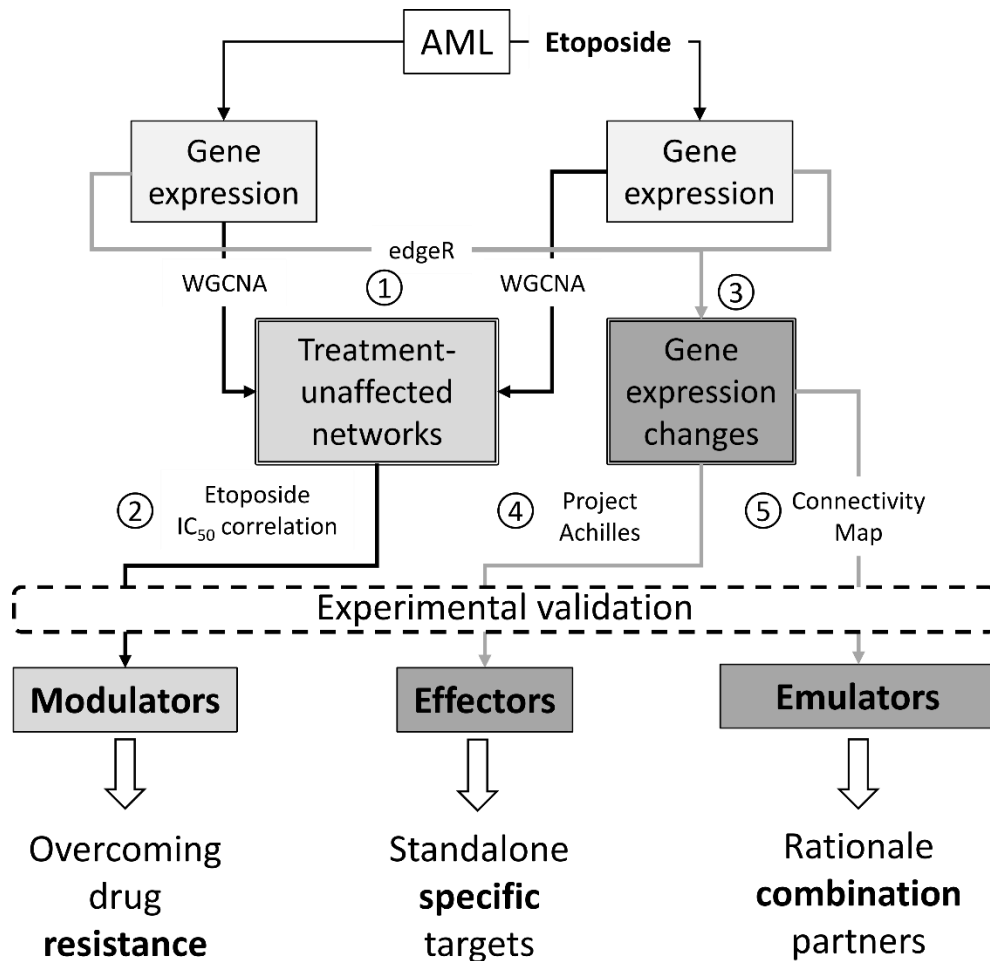 AML Etoposide
Gene
expression
Gene
expression
edgeR
WGCNA
WGCNA
①
③
Treatment-
unaffected
networks
Gene
expression
changes
②
Etoposide
IC₅₀ correlation
④
Project
Achilles
⑤
Connectivity
Map
Experimental validation
Modulators
Effectors
Emulators
Overcoming
drug
resistance
Standalone
specific
targets
Rationale
combination
partners